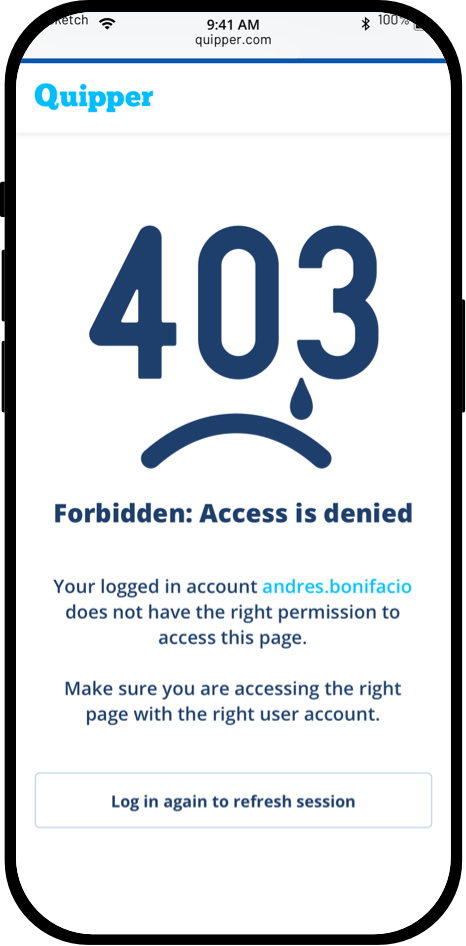 9:41 AM
100%
quipper.com
Quipper
403
Forbidden: Access is denied
Your logged in account andres.bonifacio
does not have the right permission to
access this page.
Make sure you are accessing the right
page with the right user account.
Log in again to refresh session